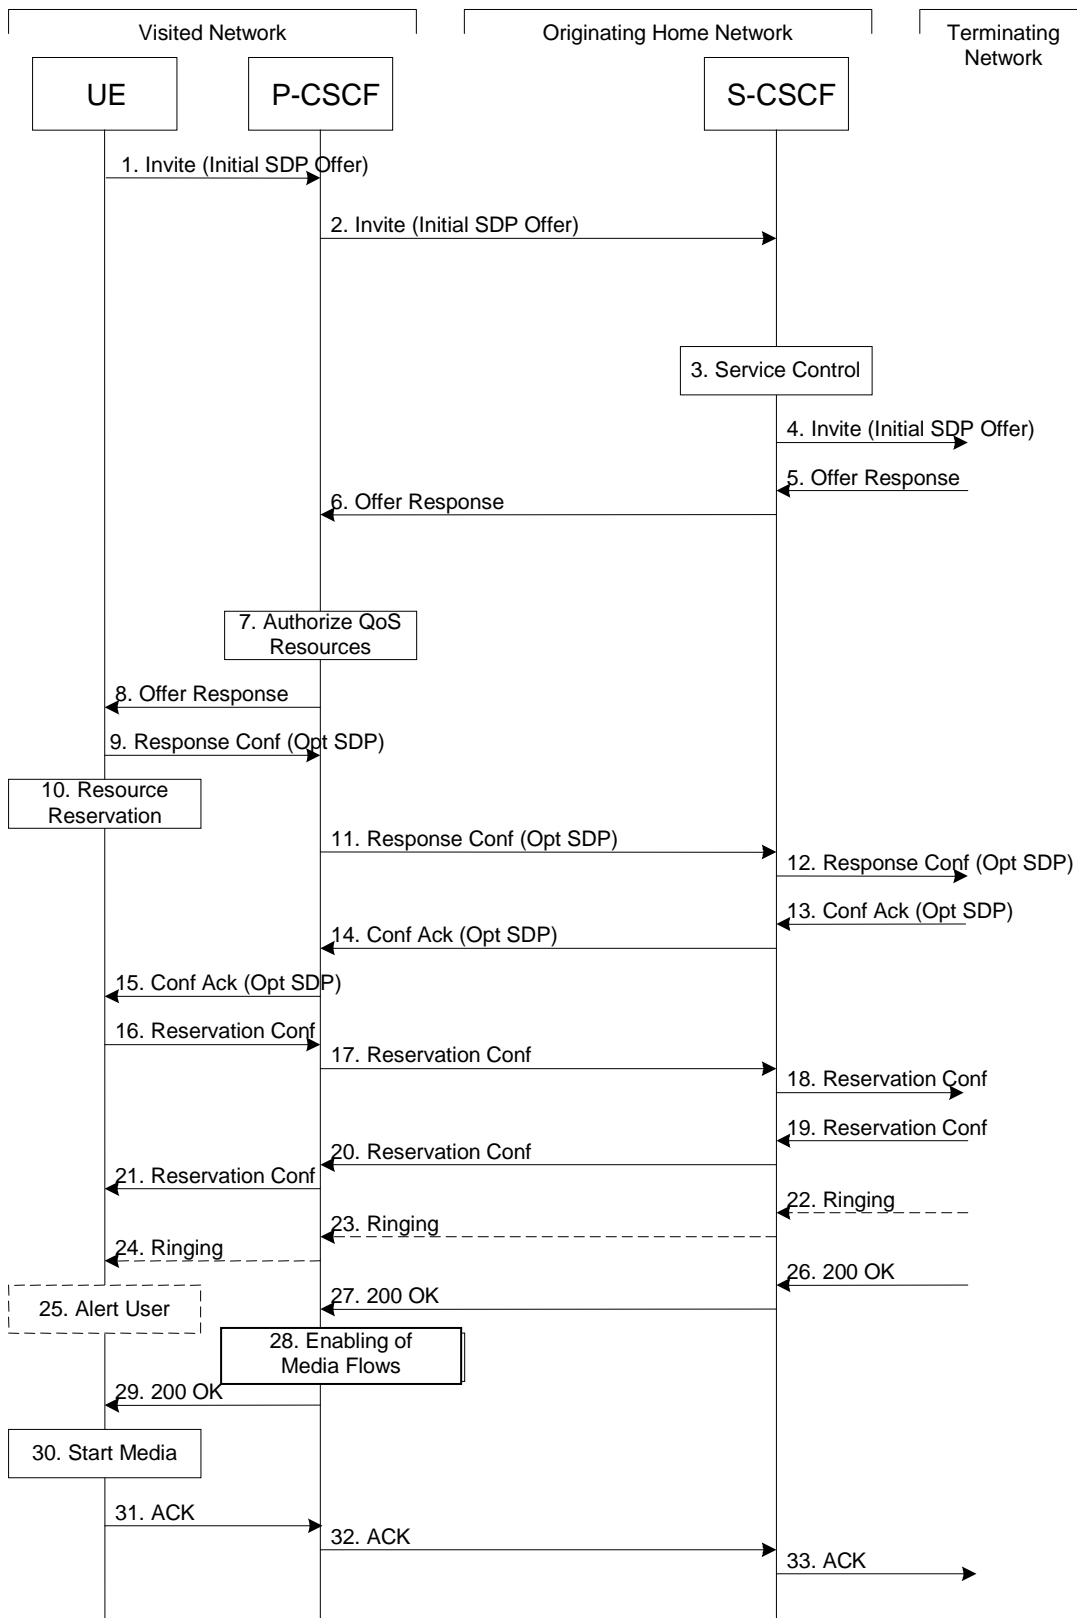 Visited Network
Originating Home Network
Terminating
Network
UE
P-CSCF
S-CSCF
1. Invite (Initial SDP Offer)
2. Invite (Initial SDP Offer)
3. Service Control
4. Invite (Initial SDP Offer)
5. Offer Response
6. Offer Response
7. Authorize QoS
Resources
8. Offer Response
9. Response Conf (Opt SDP)
10. Resource
Reservation
11. Response Conf (Opt SDP)
12. Response Conf (Opt SDP)
13. Conf Ack (Opt SDP)
14. Conf Ack (Opt SDP)
15. Conf Ack (Opt SDP)
16. Reservation Conf
17. Reservation Conf
18. Reservation Conf
19. Reservation Conf
20. Reservation Conf
21. Reservation Conf
22. Ringing
23. Ringing
24. Ringing
25. Alert User
26. 200 OK
27. 200 OK
28. Enabling of
Media Flows
29. 200 OK
30. Start Media
31. ACK
32. ACK
33. ACK